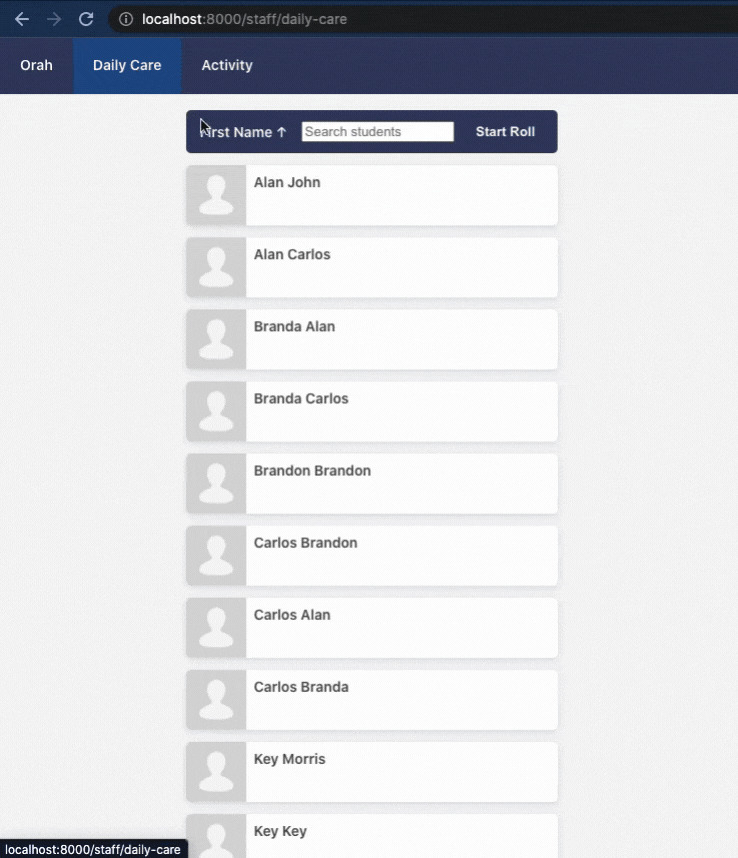 localhost:8000/staff/daily-care
Orah Daily Care Activity
First Name ↑ Search students Start Roll
Alan John
Alan Carlos
Branda Alan
Branda Carlos
Brandon Brandon
Carlos Brandon
Carlos Alan
Carlos Branda
Key Morris
Key Key
localhost:8000/staff/daily-care